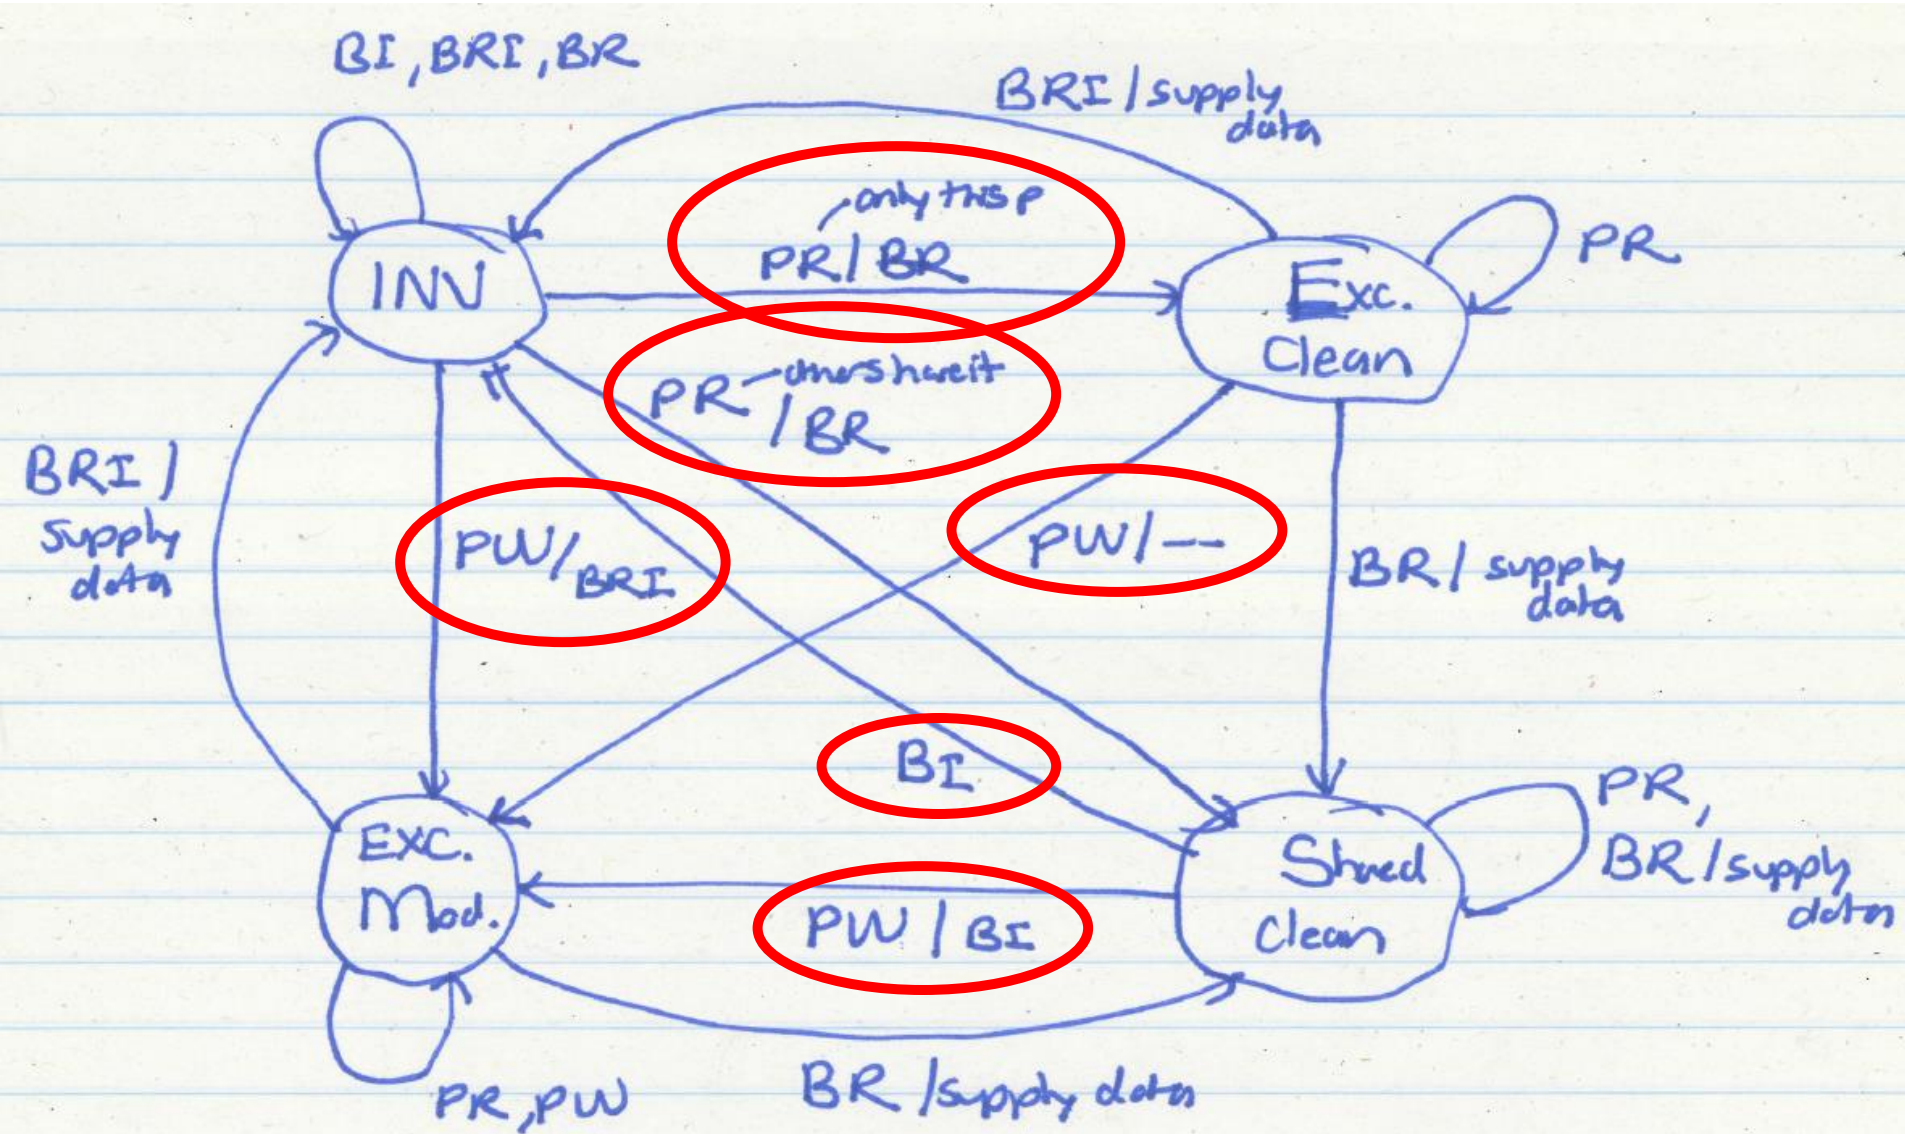 BI, BRI, BR
BRI / supply
data
only this p
PR / BR
PR
INV
Exc.
Clean
PR others have it
/ BR
BRI /
supply
data
PW / BRI
PW / --
BR / supply
data
BI
PR,
BR / supply
data
EXC.
Mod.
Shared
Clean
PW / BI
PR, PW
BR / supply data